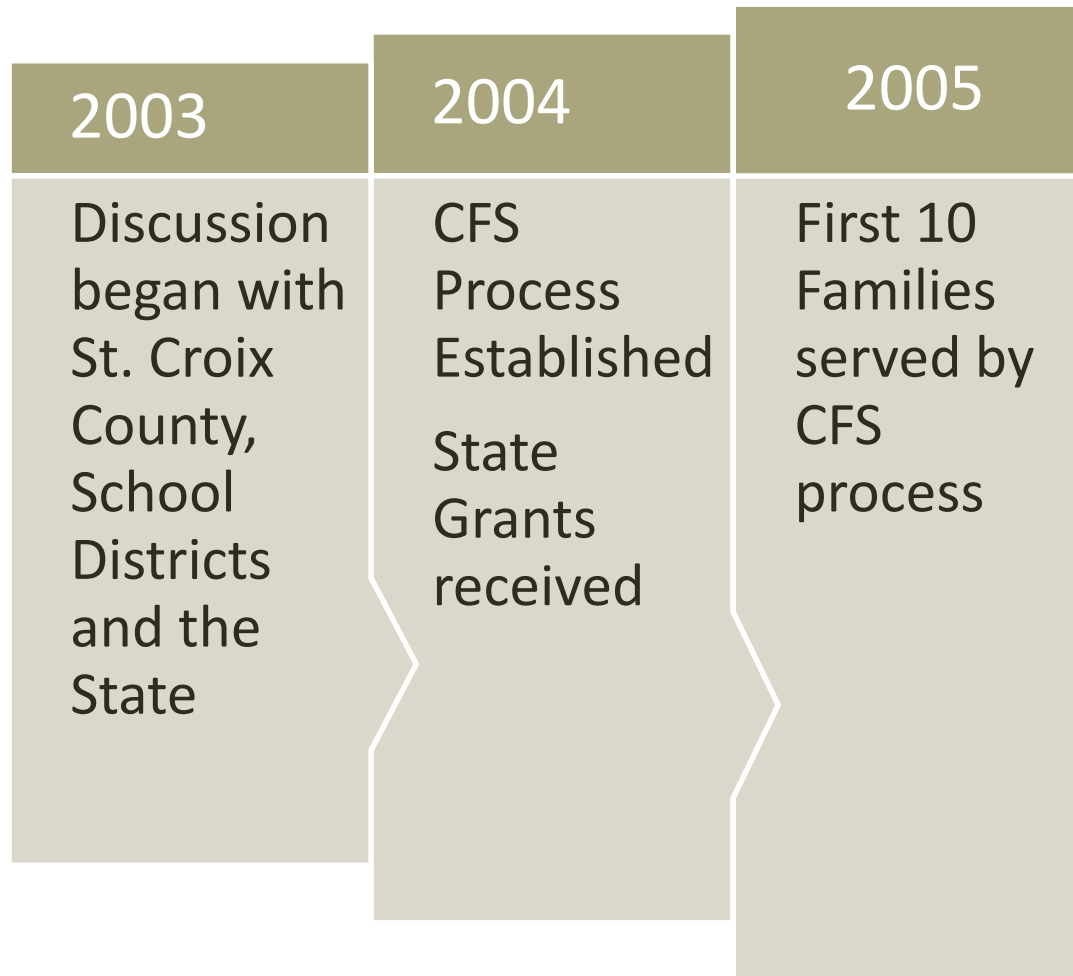 2003
Discussion
began with
St. Croix
County,
School
Districts
and the
State
2004
CFS
Process
Established
State
Grants
received
2005
First 10
Families
served by
CFS
process